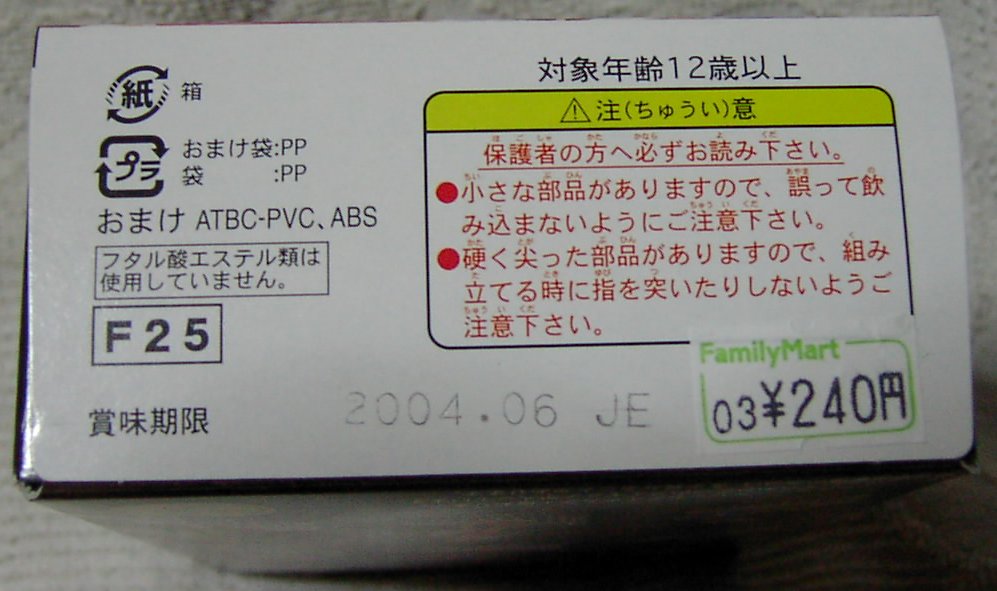 紙 箱
プラ おまけ袋:PP
袋 :PP
おまけ ATBC-PVC、ABS
フタル酸エステル類は
使用していません。
F25
賞味期限 2004.06 JE
対象年齢12歳以上
⚠注(ちゅうい)意
保護者の方へ必ずお読み下さい。
●小さな部品がありますので、誤って飲
み込まないようにご注意下さい。
●硬く尖った部品がありますので、組み
立てる時に指を突いたりしないようご
注意下さい。
FamilyMart
03¥240円